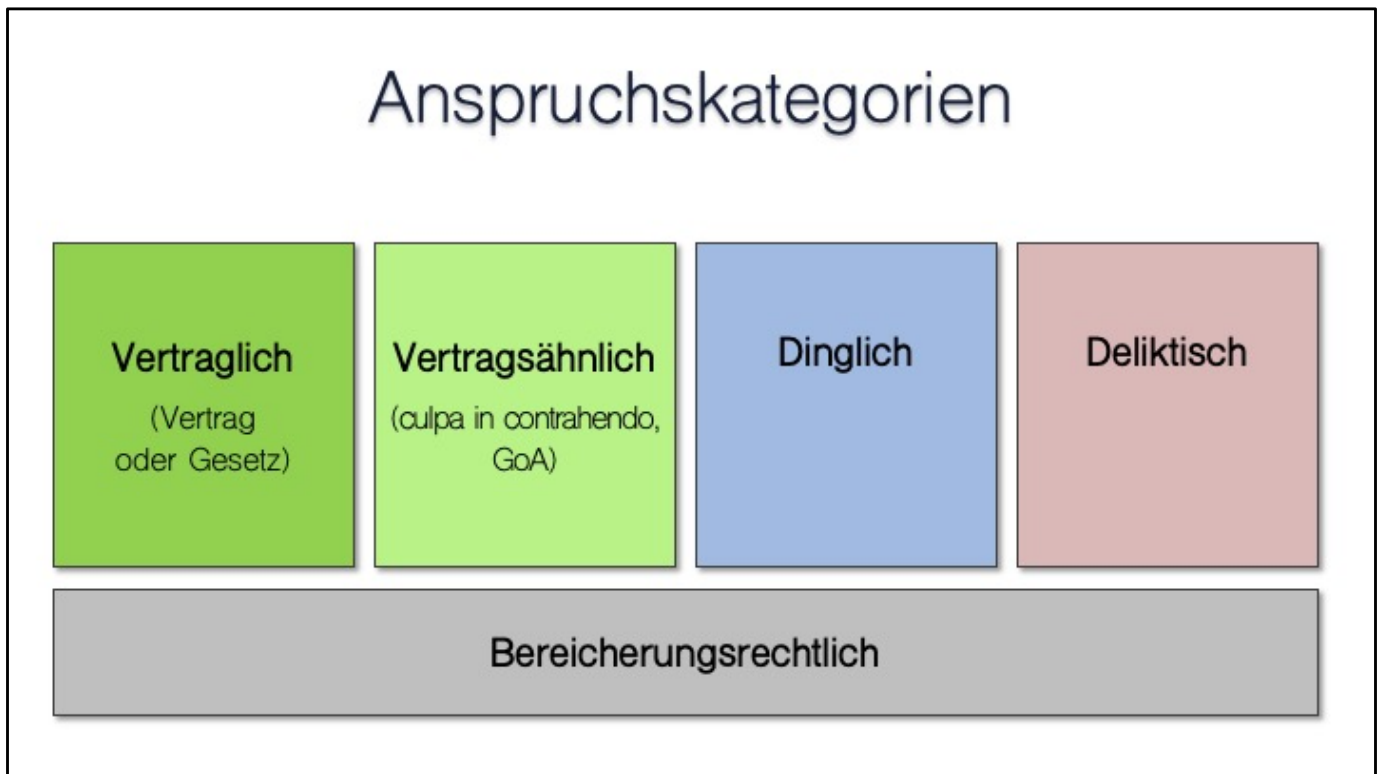 Anspruchskategorien
Vertraglich
(Vertrag
oder Gesetz)
Vertragsähnlich
(culpa in contrahendo,
GoA)
Dinglich
Deliktisch
Bereicherungsrechtlich